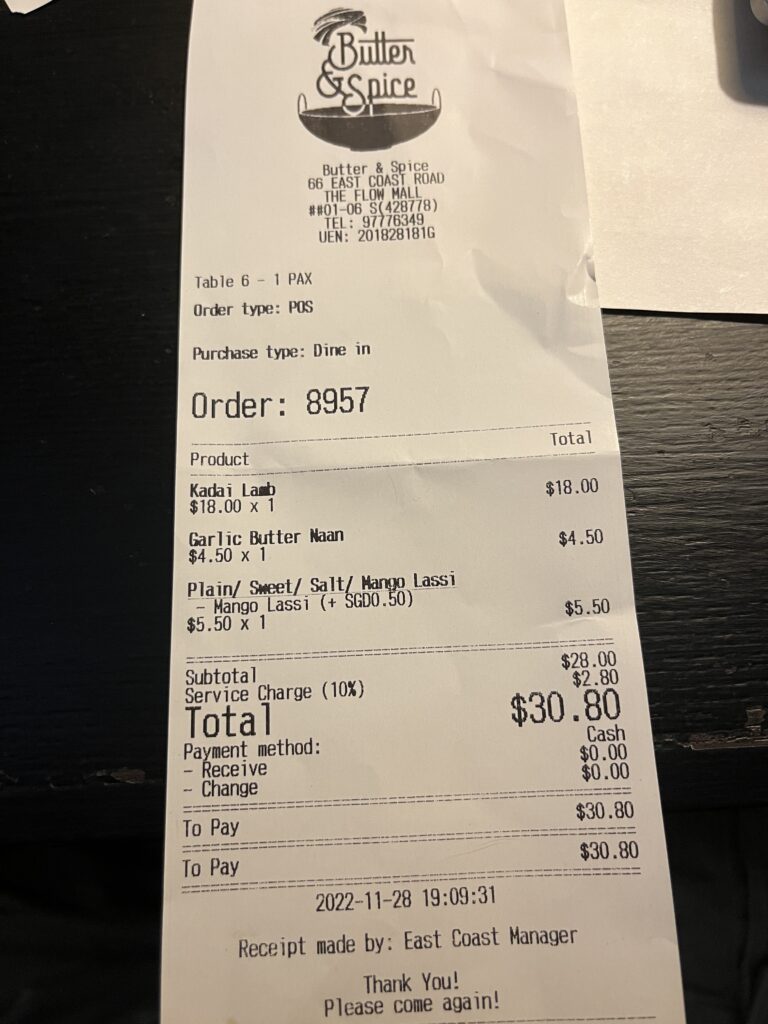 Butter
& Spice
Butter & Spice
66 EAST COAST ROAD
THE FLOW MALL
##01-06 S(428778)
TEL: 97776349
UEN: 201828181G
Table 6 - 1 PAX
Order type: POS
Purchase type: Dine in
Order: 8957
Product Total
Kadai Lamb
$18.00 x 1 $18.00
Garlic Butter Naan
$4.50 x 1 $4.50
Plain/ Sweet/ Salt/ Mango Lassi
- Mango Lassi (+ SGD0.50)
$5.50 x 1 $5.50
Subtotal $28.00
Service Charge (10%) $2.80
Total $30.80
Payment method: Cash
- Receive $0.00
- Change $0.00
To Pay $30.80
To Pay $30.80
2022-11-28 19:09:31
Receipt made by: East Coast Manager
Thank You!
Please come again!